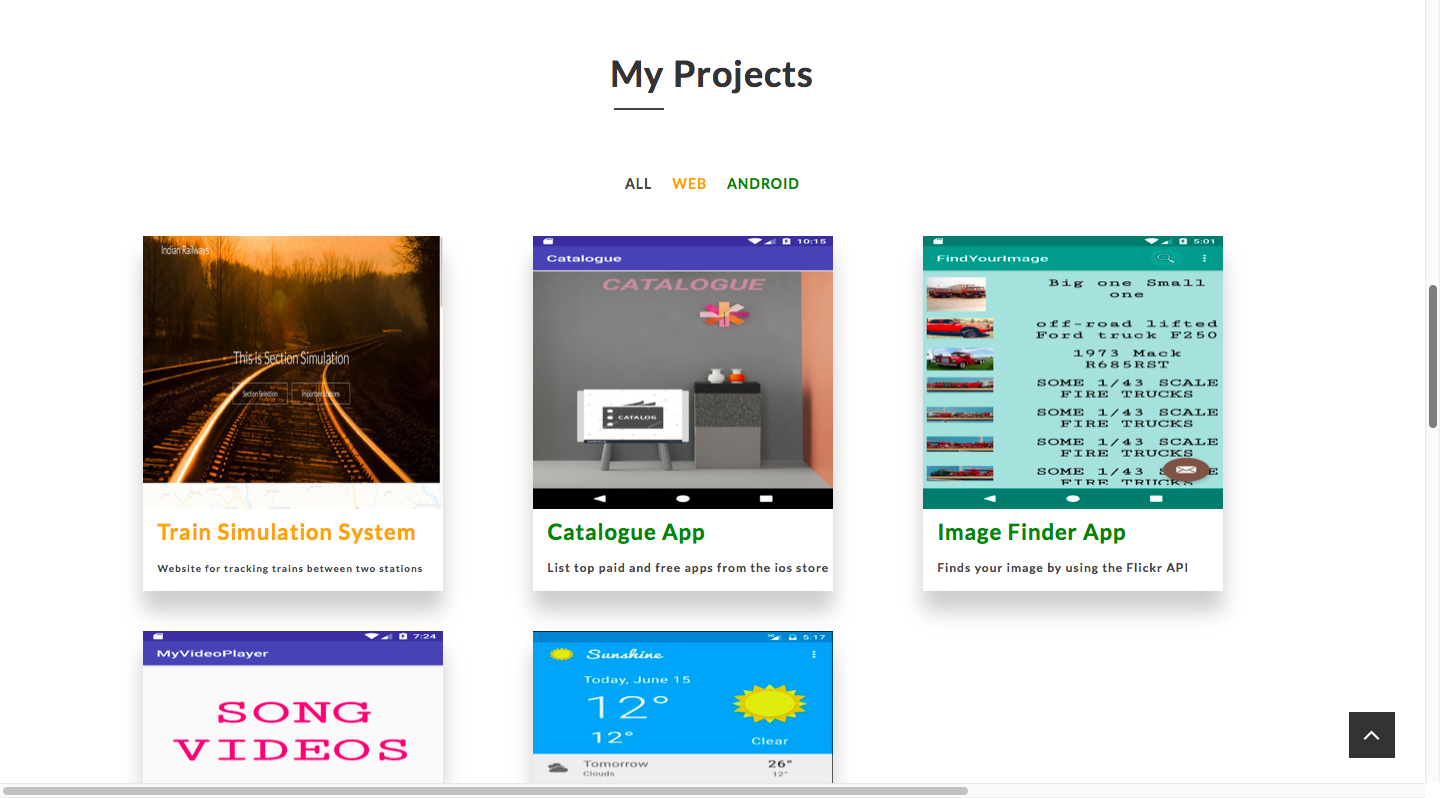 My Projects
ALL WEB ANDROID
Indian Railways
This is Section Simulation
Section Selection
Important Stations
Train Simulation System
Website for tracking trains between two stations
10:15
Catalogue
CATALOGUE
CATALOG
Catalogue App
List top paid and free apps from the ios store
5:01
FindYourImage
Big one Small
one
off-road lifted
Ford truck F250
1973 Mack
R685RST
SOME 1/43 SCALE
FIRE TRUCKS
SOME 1/43 SCALE
FIRE TRUCKS
SOME 1/43 SCALE
FIRE TRUCKS
SOME 1/43
FIRE TRUCKS
Image Finder App
Finds your image by using the Flickr API
7:24
MyVideoPlayer
SONG
VIDEOS
5:17
Sunshine
Today, June 15
12°
12°
Clear
Tomorrow
Clouds
26°
12°